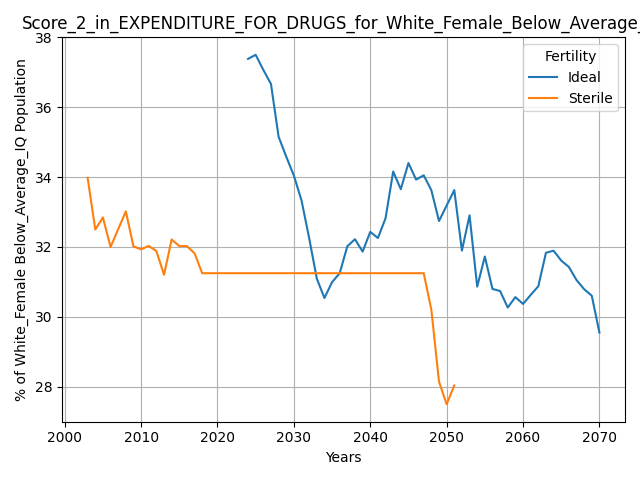 Score_2_in_EXPENDITURE_FOR_DRUGS_for_White_Female_Below_Average_
% of White_Female Below_Average_IQ Population
38
36
34
32
30
28
Fertility
Ideal
Sterile
2000 2010 2020 2030 2040 2050 2060 2070
Years